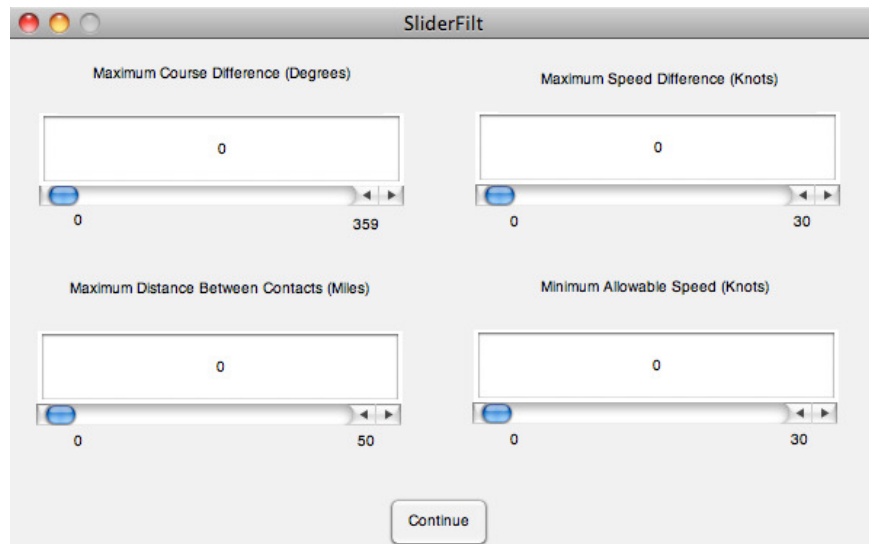 SliderFilt
Maximum Course Difference (Degrees)
Maximum Speed Difference (Knots)
0
0
0
359
0
30
Maximum Distance Between Contacts (Miles)
Minimum Allowable Speed (Knots)
0
0
0
50
0
30
Continue